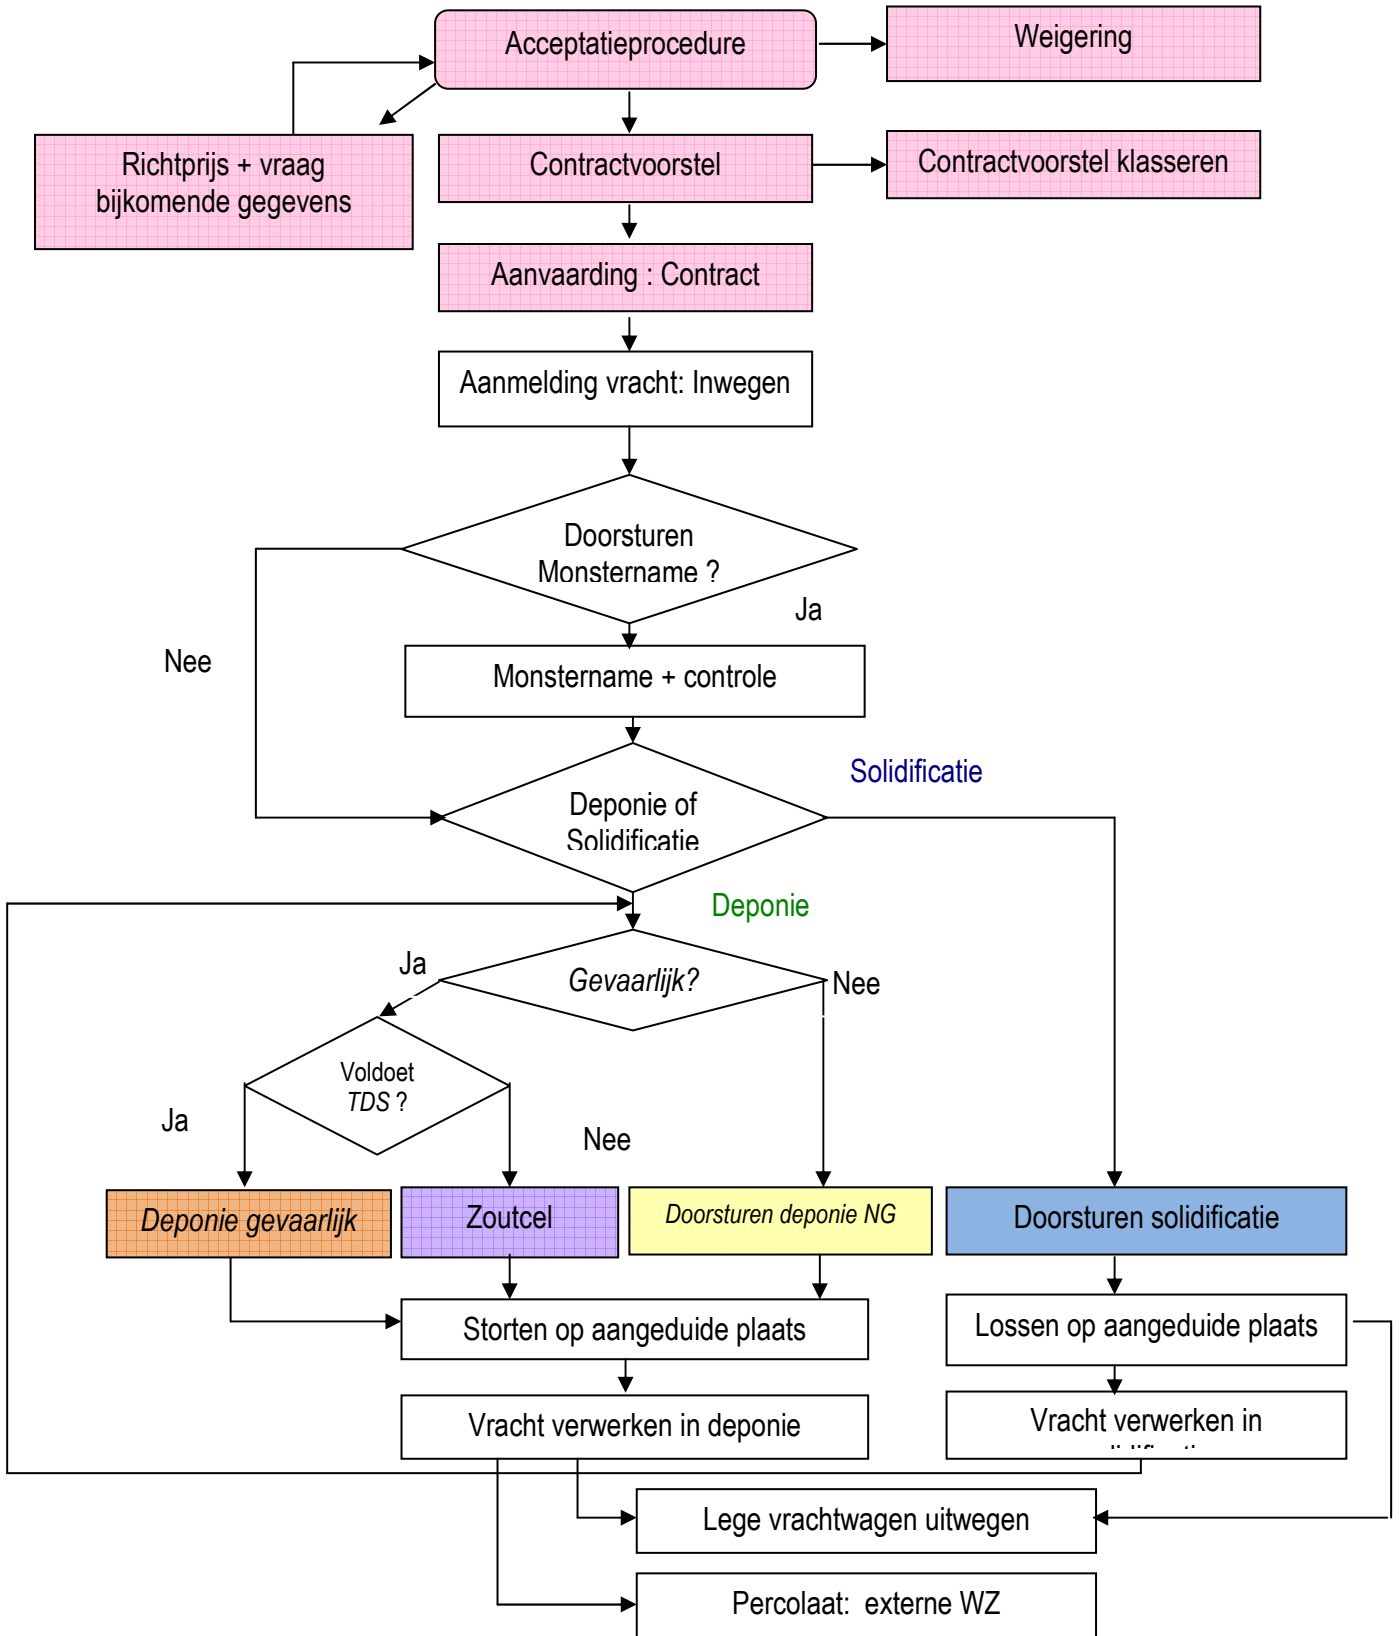 Acceptatieprocedure
Weigering
Richtprijs + vraag
bijkomende gegevens
Contractvoorstel
Contractvoorstel klasseren
Aanvaarding : Contract
Aanmelding vracht: Inwegen
Doorsturen
Monstername ?
Ja
Nee
Monstername + controle
Solidificatie
Deponie of
Solidificatie
Deponie
Ja
Gevaarlijk?
Nee
Voldoet
TDS ?
Ja
Nee
Deponie gevaarlijk
Zoutcel
Doorsturen deponie NG
Doorsturen solidificatie
Storten op aangeduide plaats
Lossen op aangeduide plaats
Vracht verwerken in deponie
Vracht verwerken in
Lege vrachtwagen uitwegen
Percolaat: externe WZ